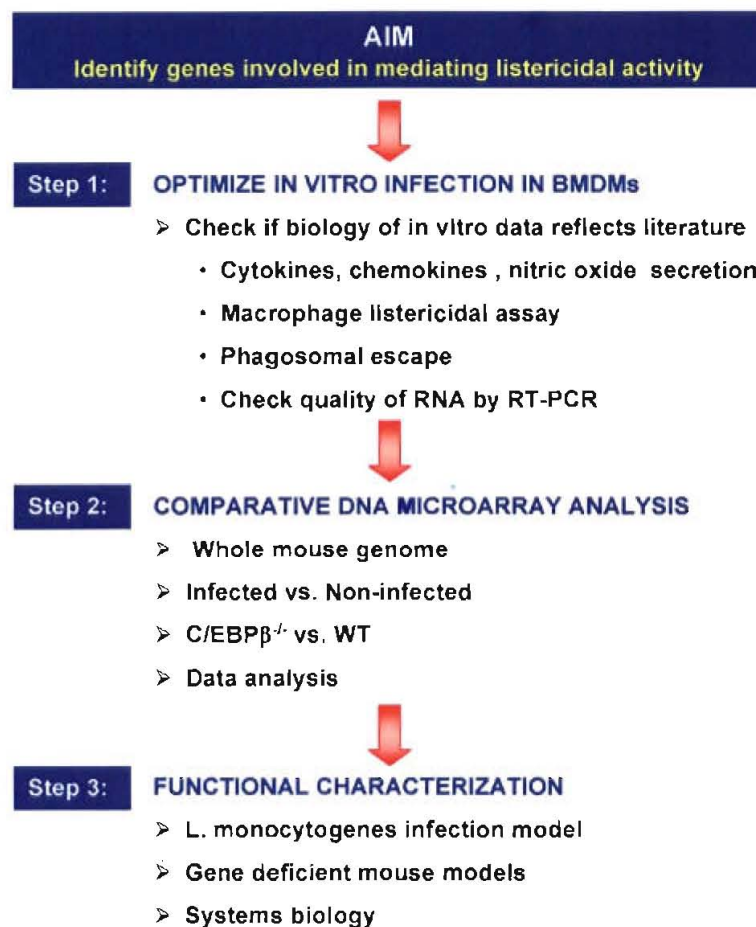 AIM
Identify genes involved in mediating listericidal activity
Step 1: OPTIMIZE IN VITRO INFECTION IN BMDMs
➢ Check if biology of in vitro data reflects literature
• Cytokines, chemokines , nitric oxide secretion
• Macrophage listericidal assay
• Phagosomal escape
• Check quality of RNA by RT-PCR
Step 2: COMPARATIVE DNA MICROARRAY ANALYSIS
➢ Whole mouse genome
➢ Infected vs. Non-infected
➢ C/EBPβ-/- vs. WT
➢ Data analysis
Step 3: FUNCTIONAL CHARACTERIZATION
➢ L. monocytogenes infection model
➢ Gene deficient mouse models
➢ Systems biology